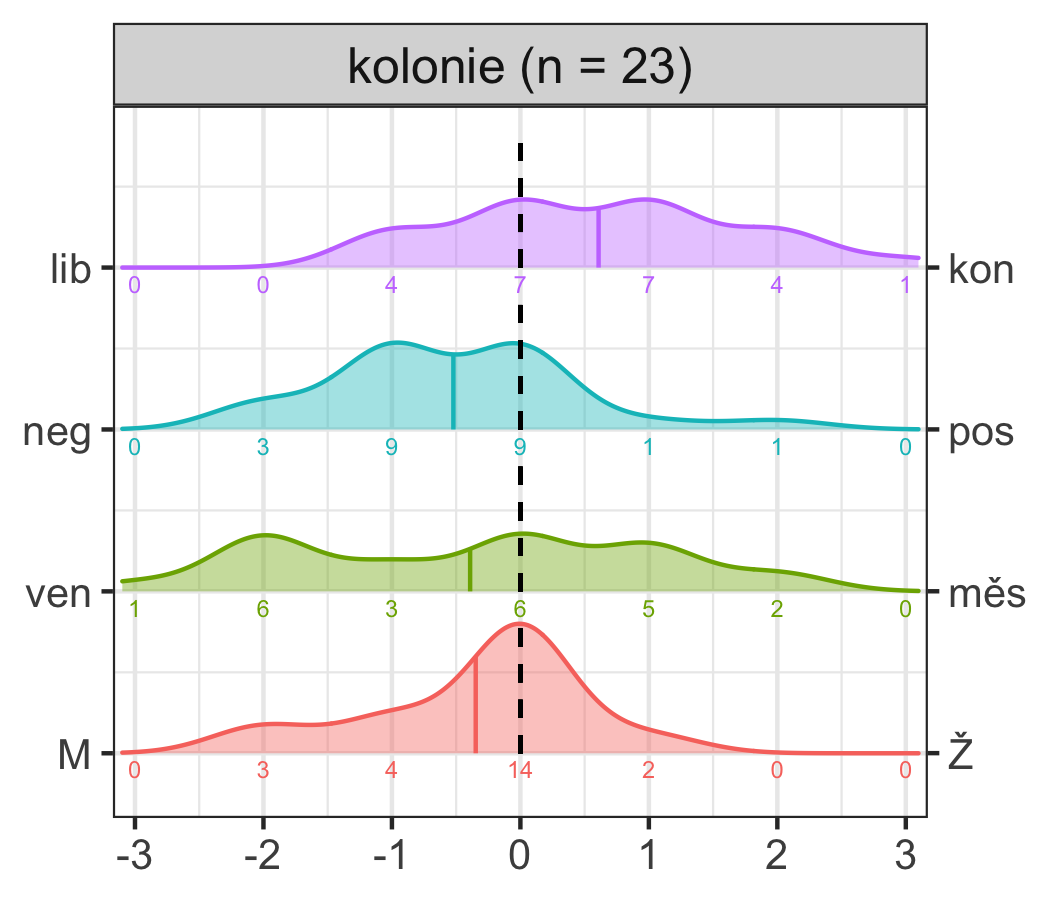 kolonie (n = 23)
lib kon
0 0 4 7 7 4 1
neg pos
0 3 9 9 1 1 0
ven měs
1 6 3 6 5 2 0
M Ž
0 3 4 14 2 0 0
-3 -2 -1 0 1 2 3